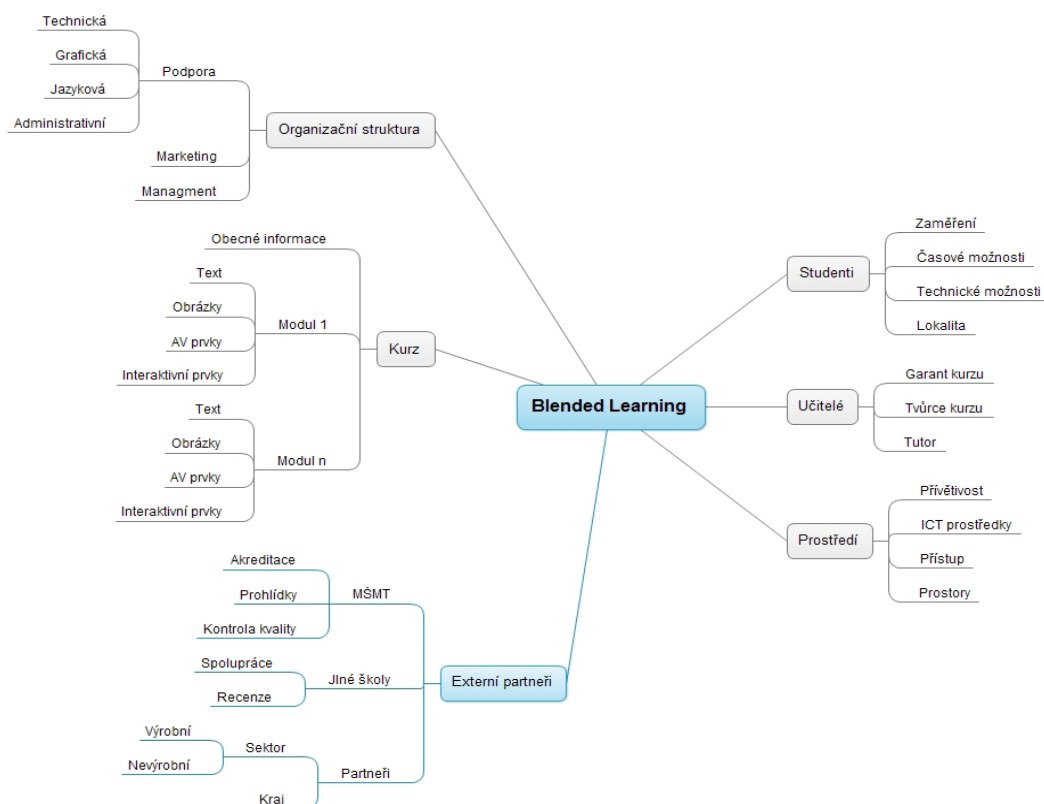 Technická
Grafická
Jazyková
Administrativní
Podpora
Marketing
Managment
Organizační struktura
Obecné informace
Text
Obrázky
AV prvky
Interaktivní prvky
Modul 1
Text
Obrázky
AV prvky
Interaktivní prvky
Modul n
Kurz
Akreditace
Prohlídky
Kontrola kvality
MŠMT
Spolupráce
Recenze
JIné školy
Výrobní
Nevýrobní
Sektor
Kraj
Partneři
Externí partneři
Blended Learning
Studenti
Zaměření
Časové možnosti
Technické možnosti
Lokalita
Učitelé
Garant kurzu
Tvůrce kurzu
Tutor
Prostředí
Přívětivost
ICT prostředky
Přístup
Prostory